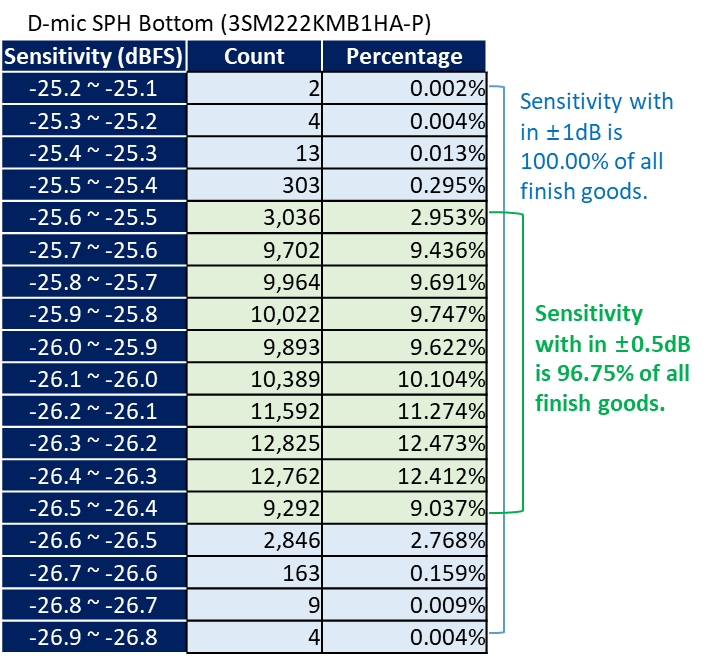 D-mic SPH Bottom (3SM222KMB1HA-P)
Sensitivity (dBFS) Count Percentage
-25.2 ~ -25.1 2 0.002%
-25.3 ~ -25.2 4 0.004%
-25.4 ~ -25.3 13 0.013%
-25.5 ~ -25.4 303 0.295%
-25.6 ~ -25.5 3,036 2.953%
-25.7 ~ -25.6 9,702 9.436%
-25.8 ~ -25.7 9,964 9.691%
-25.9 ~ -25.8 10,022 9.747%
-26.0 ~ -25.9 9,893 9.622%
-26.1 ~ -26.0 10,389 10.104%
-26.2 ~ -26.1 11,592 11.274%
-26.3 ~ -26.2 12,825 12.473%
-26.4 ~ -26.3 12,762 12.412%
-26.5 ~ -26.4 9,292 9.037%
-26.6 ~ -26.5 2,846 2.768%
-26.7 ~ -26.6 163 0.159%
-26.8 ~ -26.7 9 0.009%
-26.9 ~ -26.8 4 0.004%
Sensitivity with
in ±1dB is
100.00% of all
finish goods.
Sensitivity
with in ±0.5dB
is 96.75% of all
finish goods.